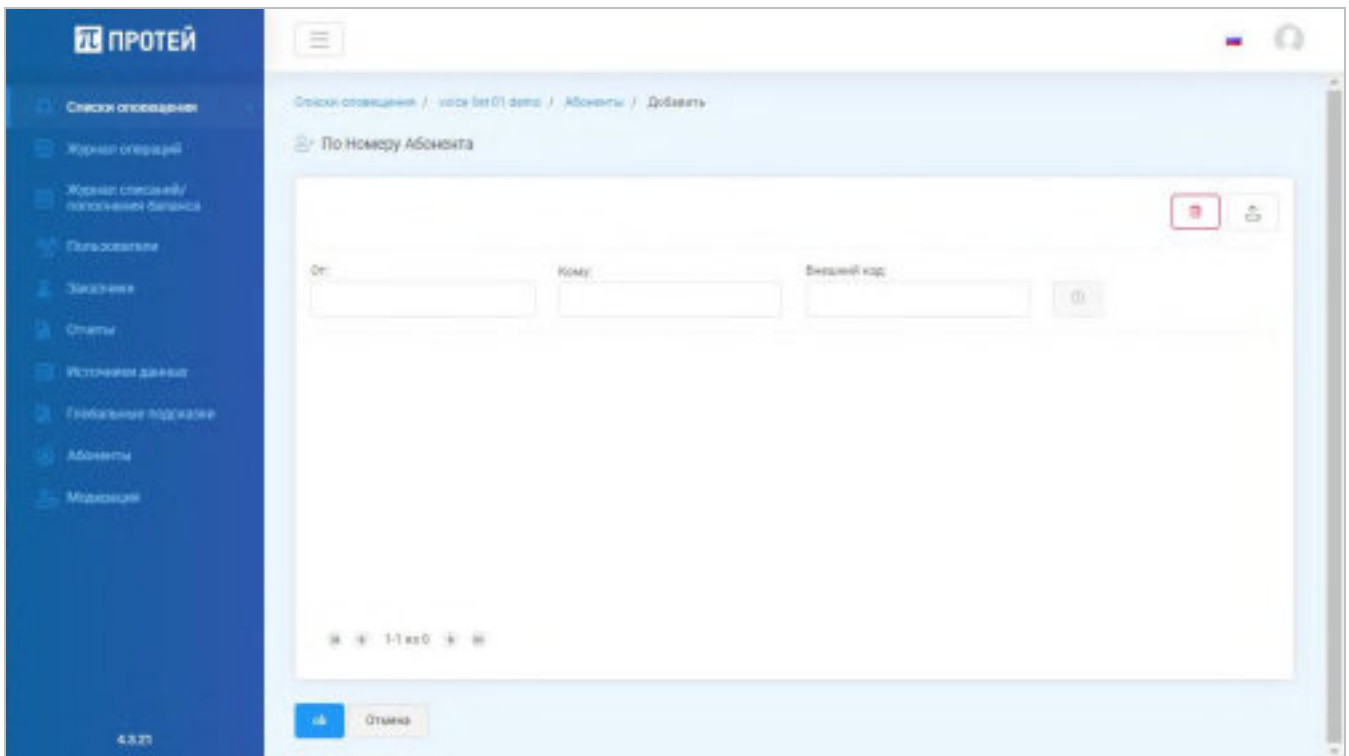 ПРОТЕЙ
Списки оповещения
Журнал операций
Журнал списаний/
пополнения баланса
Пользователи
Заказчики
Отчеты
Источники данных
Глобальные подсказки
Абоненты
Модерация
4.3.21
Списки оповещения / voice list 01 demo / Абоненты / Добавить
По Номеру Абонента
От:
Кому:
Внешний код:
1-1 из 0
ok
Отмена